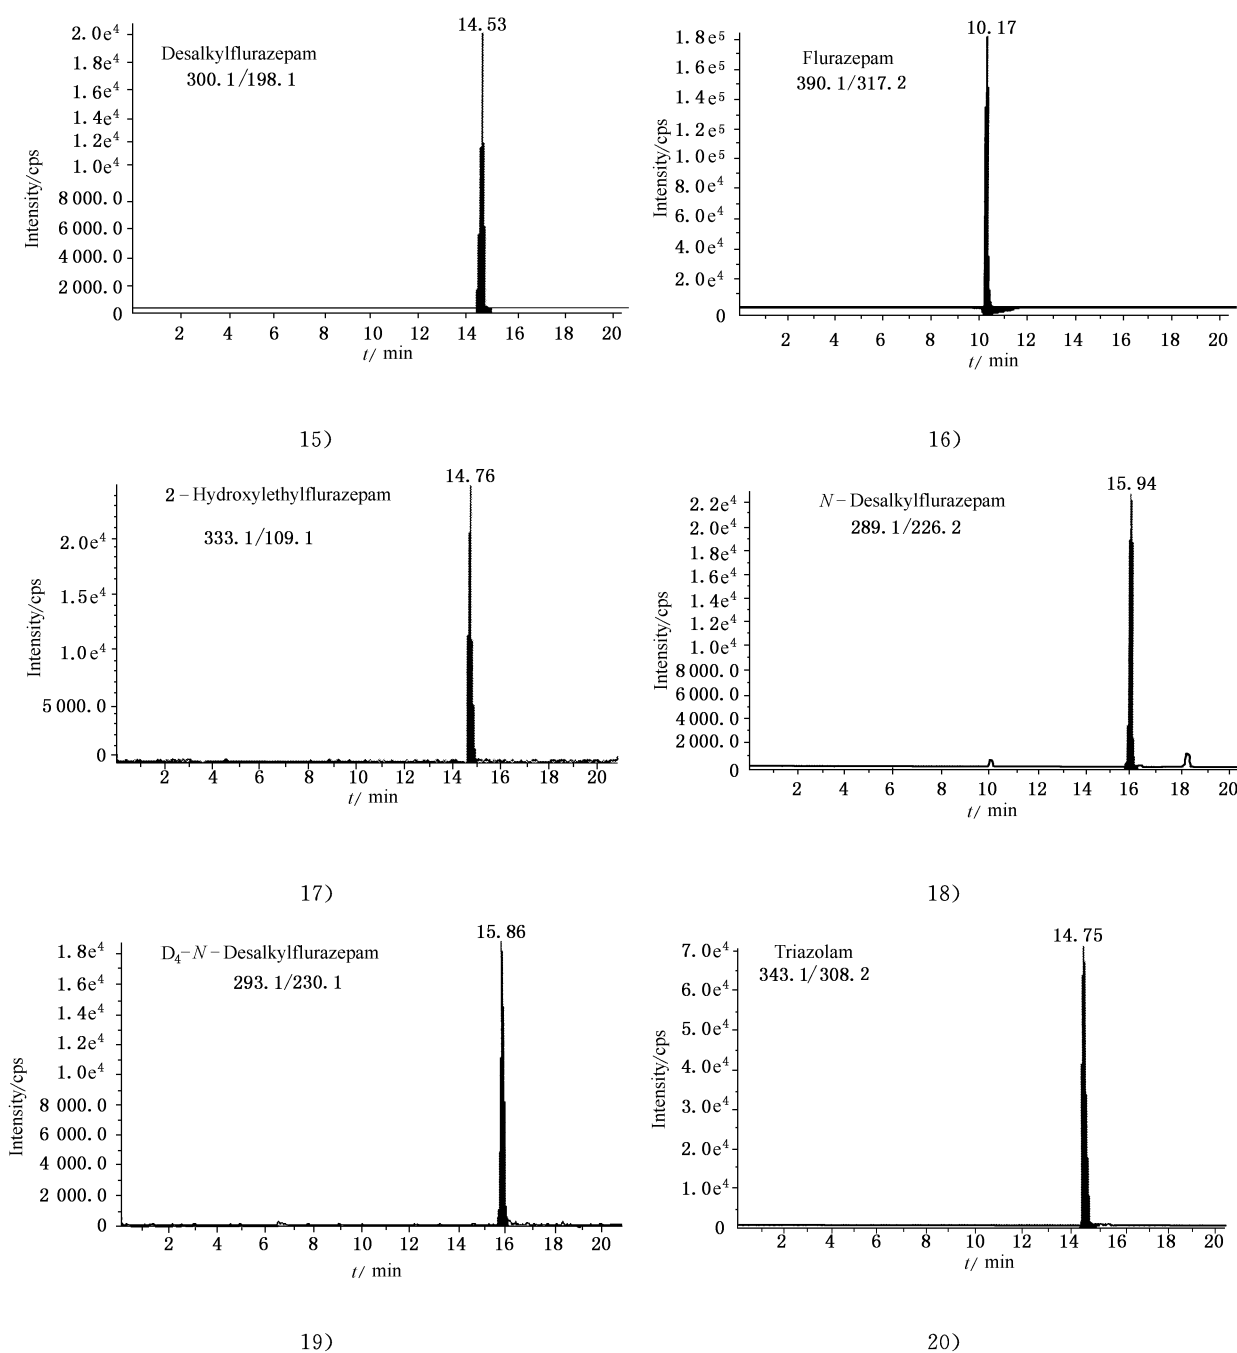 14.53
2.0e⁴
1.8e⁴
1.6e⁴
1.4e⁴
1.2e⁴
1.0e⁴
8 000.0
6 000.0
4 000.0
2 000.0
0
Intensity/cps
Desalkylflurazepam
300.1/198.1
2 4 6 8 10 12 14 16 18 20
t/ min
15)
10.17
1.8e⁵
1.6e⁵
1.4e⁵
1.2e⁵
1.0e⁵
8.0e⁴
6.0e⁴
4.0e⁴
2.0e⁴
0
Intensity/cps
Flurazepam
390.1/317.2
2 4 6 8 10 12 14 16 18 20
t/ min
16)
14.76
2.0e⁴
1.5e⁴
1.0e⁴
5 000.0
0
Intensity/cps
2-Hydroxylethylflurazepam
333.1/109.1
2 4 6 8 10 12 14 16 18 20
t/ min
17)
15.94
2.2e⁴
2.0e⁴
1.8e⁴
1.6e⁴
1.4e⁴
1.2e⁴
1.0e⁴
8 000.0
6 000.0
4 000.0
2 000.0
0
Intensity/cps
N-Desalkylflurazepam
289.1/226.2
2 4 6 8 10 12 14 16 18 20
t/ min
18)
15.86
1.8e⁴
1.6e⁴
1.4e⁴
1.2e⁴
1.0e⁴
8 000.0
6 000.0
4 000.0
2 000.0
0
Intensity/cps
D₄-N-Desalkylflurazepam
293.1/230.1
2 4 6 8 10 12 14 16 18 20
t/ min
19)
14.75
7.0e⁴
6.0e⁴
5.0e⁴
4.0e⁴
3.0e⁴
2.0e⁴
1.0e⁴
0
Intensity/cps
Triazolam
343.1/308.2
2 4 6 8 10 12 14 16 18 20
t/ min
20)